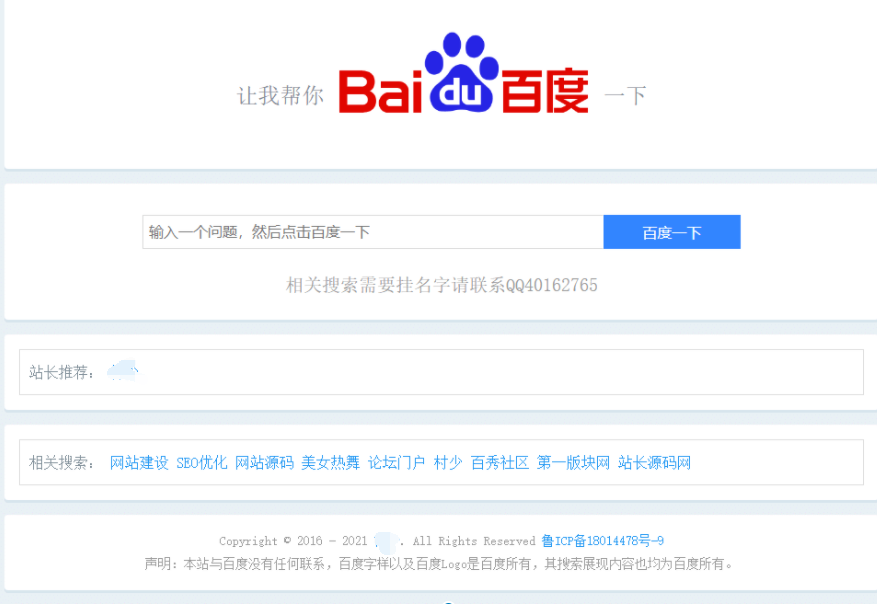 让我帮你 Bai du 百度 一下
输入一个问题，然后点击百度一下 百度一下
相关搜索需要挂名字请联系QQ40162765
站长推荐：
相关搜索： 网站建设 SEO优化 网站源码 美女热舞 论坛门户 村少 百秀社区 第一版块网 站长源码网
Copyright © 2016 - 2021 . All Rights Reserved 鲁ICP备18014478号-9
声明：本站与百度没有任何联系，百度字样以及百度Logo是百度所有，其搜索展现内容也均为百度所有。